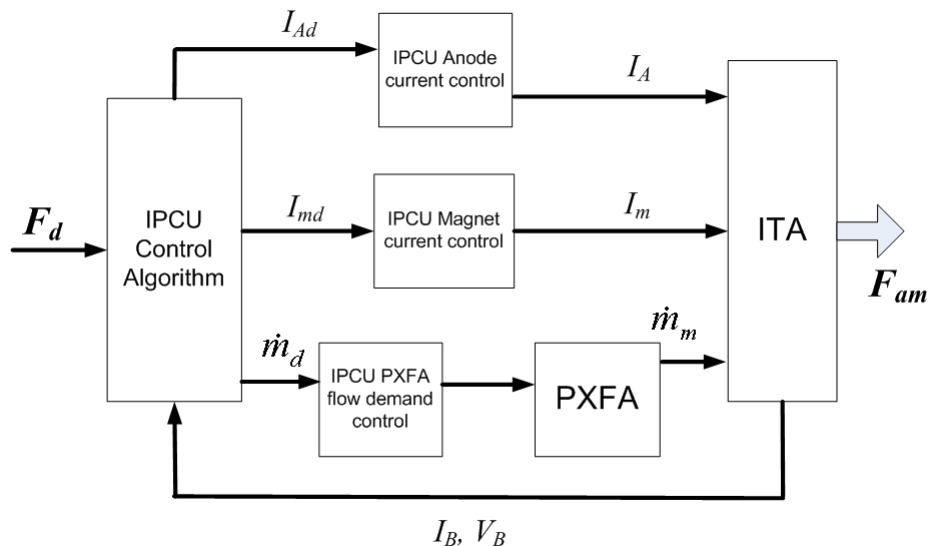 I_Ad
IPCU Anode
current control
I_A
F_d
IPCU
Control
Algorithm
I_md
IPCU Magnet
current control
I_m
ITA
F_am
ṁ_d
IPCU PXFA
flow demand
control
PXFA
ṁ_m
I_B, V_B